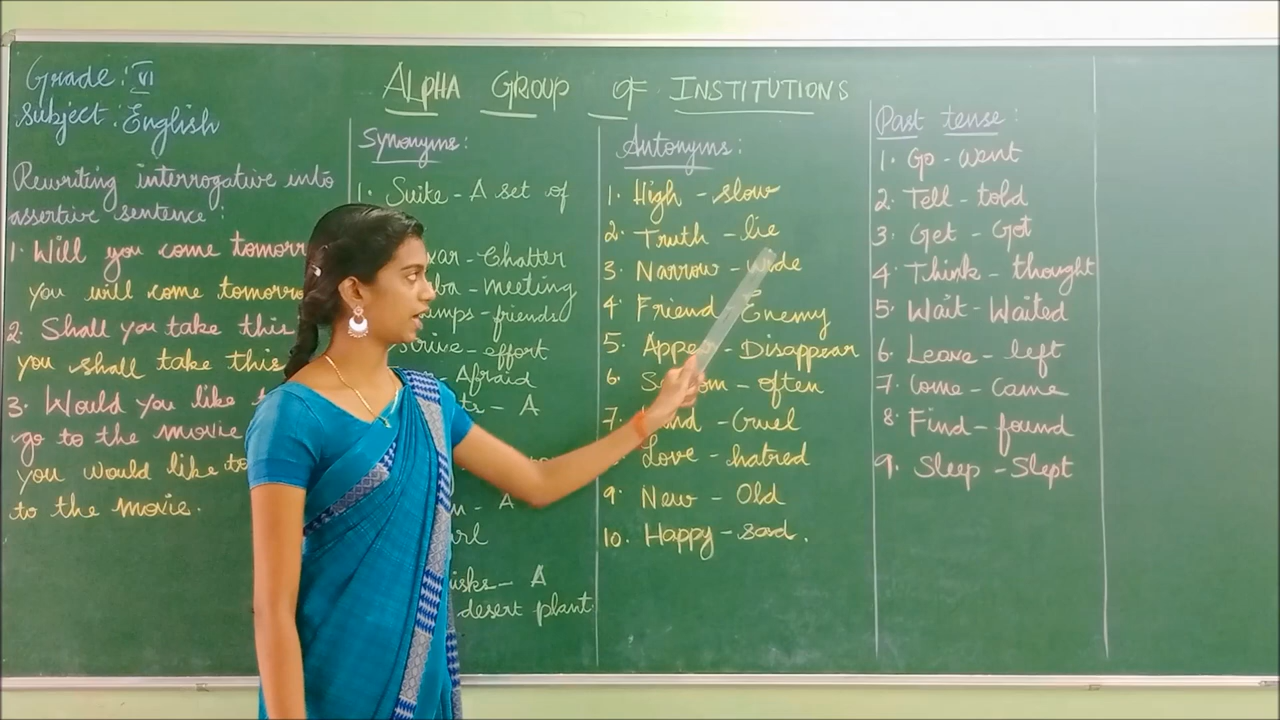 Grade: VI
Subject: English
ALPHA GROUP OF INSTITUTIONS
Rewriting interrogative into
assertive sentence:
1. Will you come
you will come
2. Shall you take this
you shall take this
3. Would you like
go to the movie
you would like to
to the movie.
Synonyms:
1. Suite - A set of
- Chatter
- meeting
- friends
- effort
- Afraid
- A
- A
- A
desert plant.
Antonyms:
1. High - slow
2. Truth - lie
3. Narrow - wide
4. Friend Enemy
5. Disappear
6. - often
7. - Cruel
Love - hatred
9. New - Old
10. Happy - sad.
Past tense:
1. Go - went
2. Tell - told
3. Get - Got
4. Think - thought
5. Wait - Waited
6. Leave - left
7. Come - Came
8. Find - found
9. Sleep - Slept